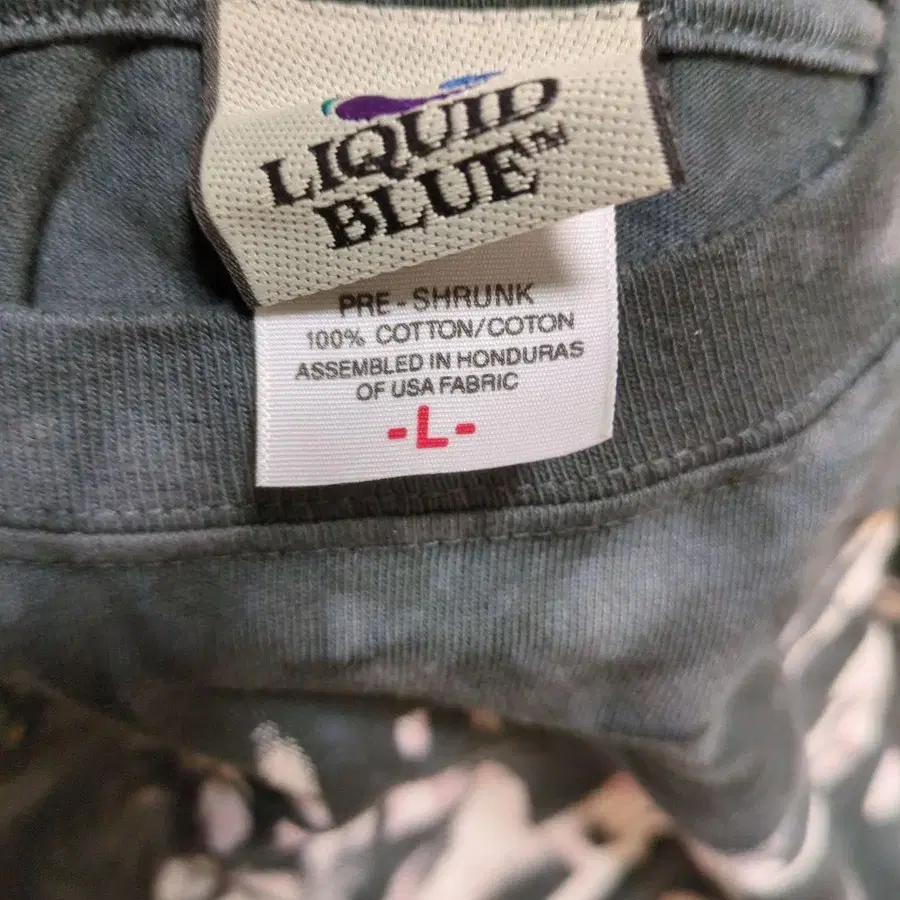 LIQUID
BLUE™
PRE - SHRUNK
100% COTTON/COTON
ASSEMBLED IN HONDURAS
OF USA FABRIC
-L-